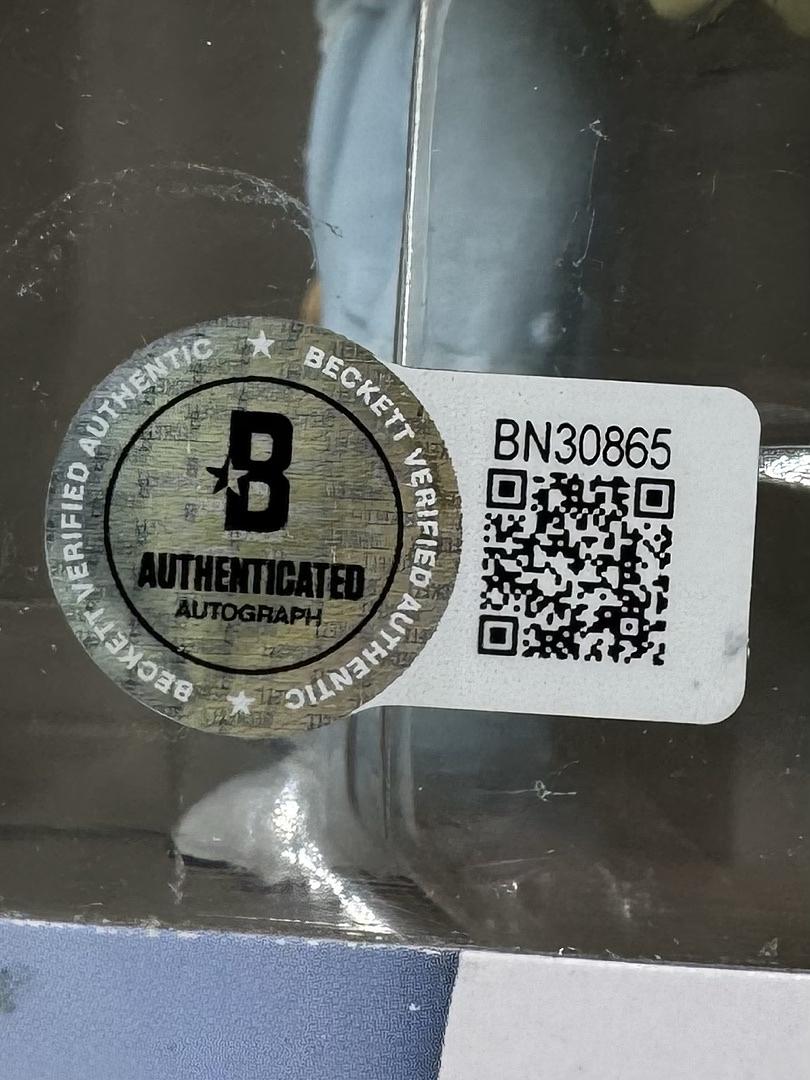 BECKETT VERIFIED AUTHENTIC ★ BECKETT VERIFIED AUTHENTIC ★
B
AUTHENTICATED
AUTOGRAPH
BN30865